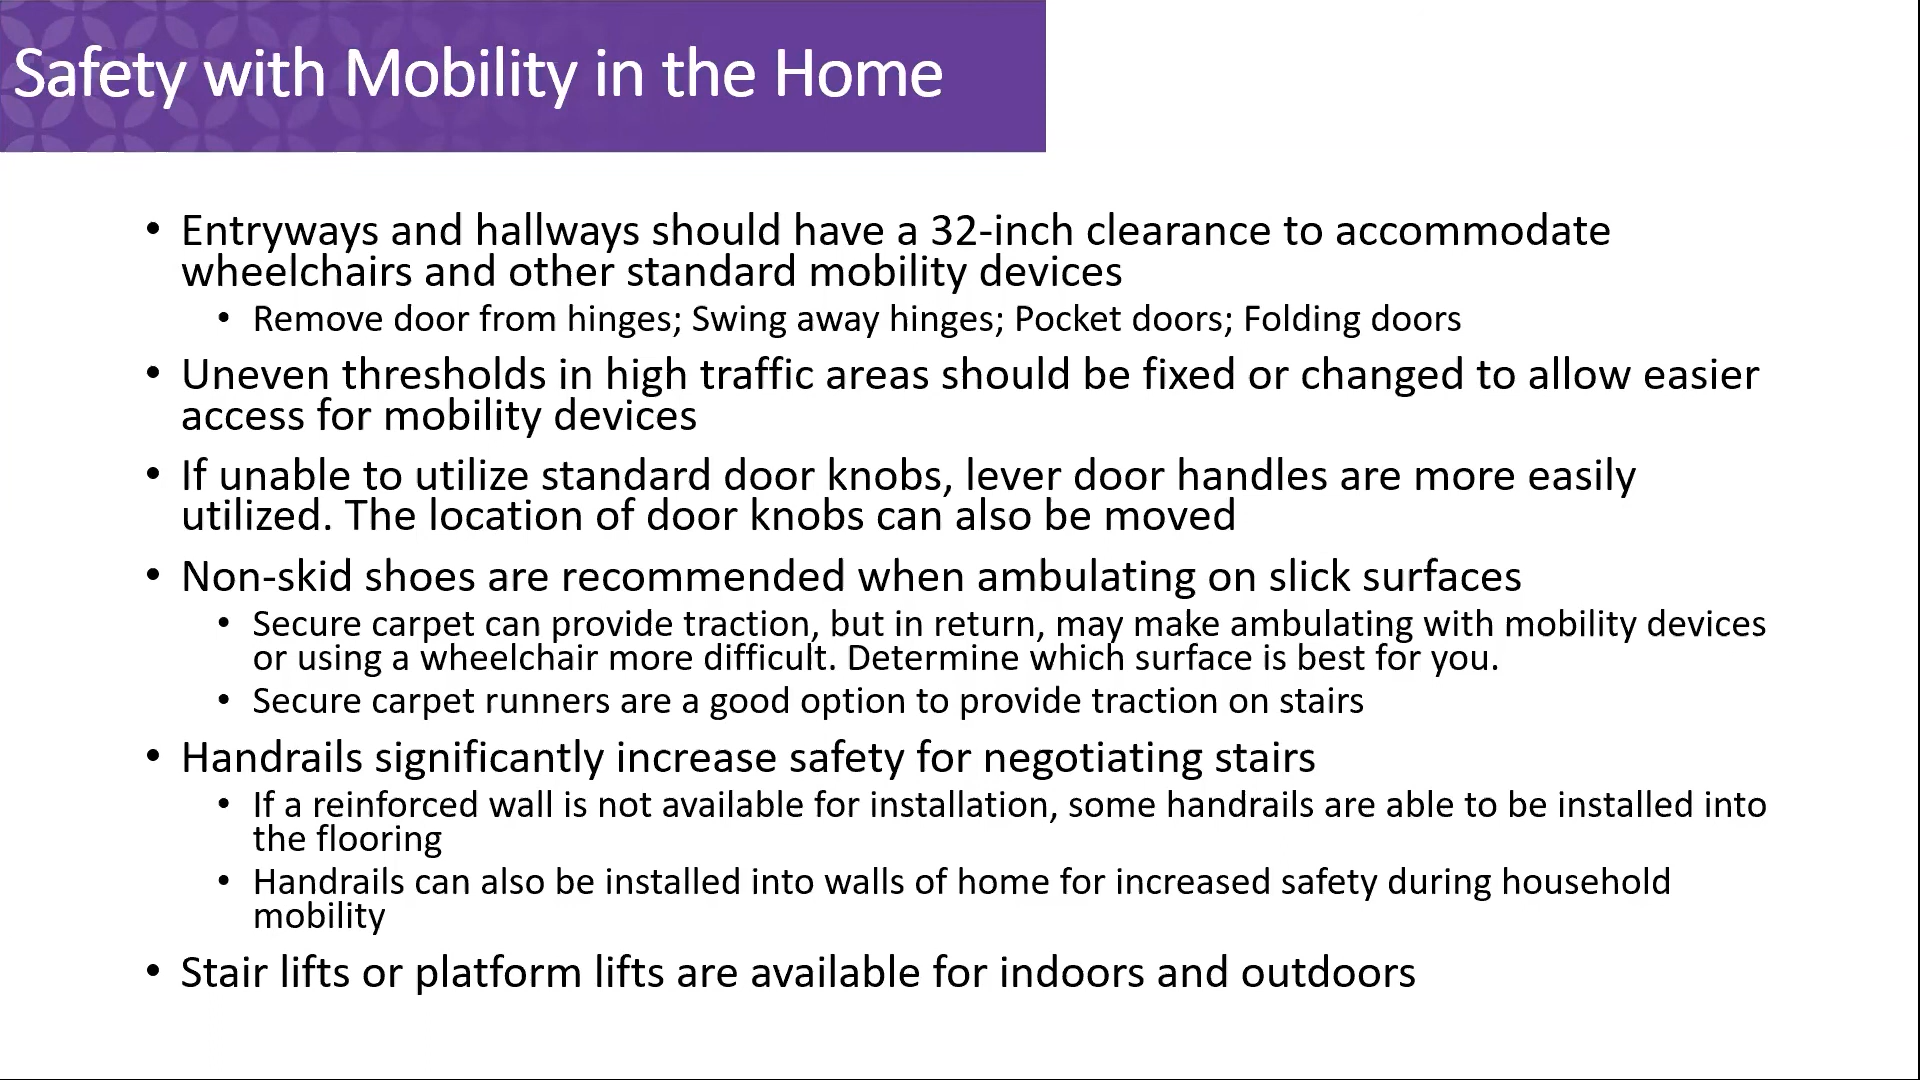 Safety with Mobility in the Home
• Entryways and hallways should have a 32-inch clearance to accommodate
wheelchairs and other standard mobility devices
• Remove door from hinges; Swing away hinges; Pocket doors; Folding doors
• Uneven thresholds in high traffic areas should be fixed or changed to allow easier
access for mobility devices
• If unable to utilize standard door knobs, lever door handles are more easily
utilized. The location of door knobs can also be moved
• Non-skid shoes are recommended when ambulating on slick surfaces
• Secure carpet can provide traction, but in return, may make ambulating with mobility devices
or using a wheelchair more difficult. Determine which surface is best for you.
• Secure carpet runners are a good option to provide traction on stairs
• Handrails significantly increase safety for negotiating stairs
• If a reinforced wall is not available for installation, some handrails are able to be installed into
the flooring
• Handrails can also be installed into walls of home for increased safety during household
mobility
• Stair lifts or platform lifts are available for indoors and outdoors